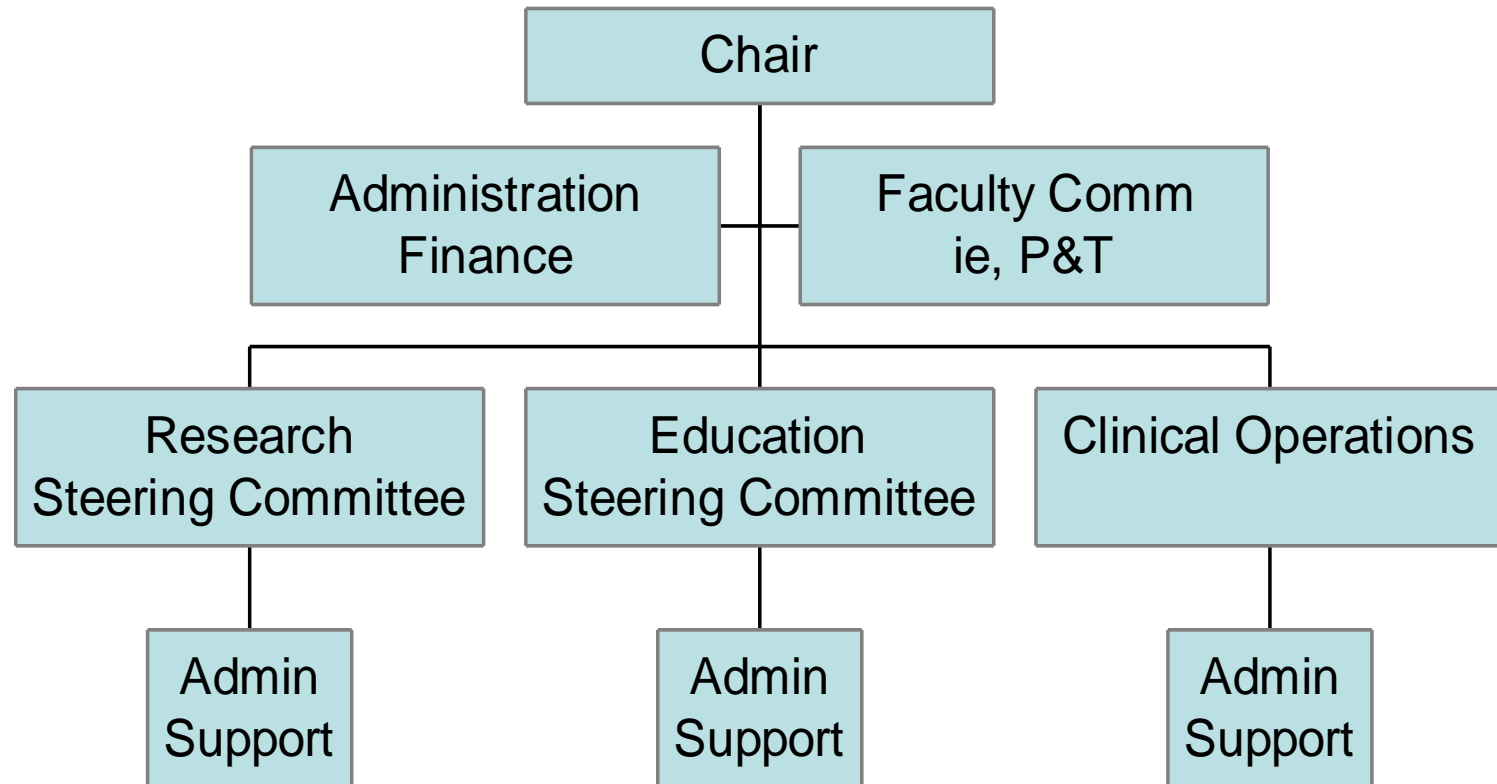 Chair
Administration
Finance
Faculty Comm
ie, P&T
Research
Steering Committee
Education
Steering Committee
Clinical Operations
Admin
Support
Admin
Support
Admin
Support